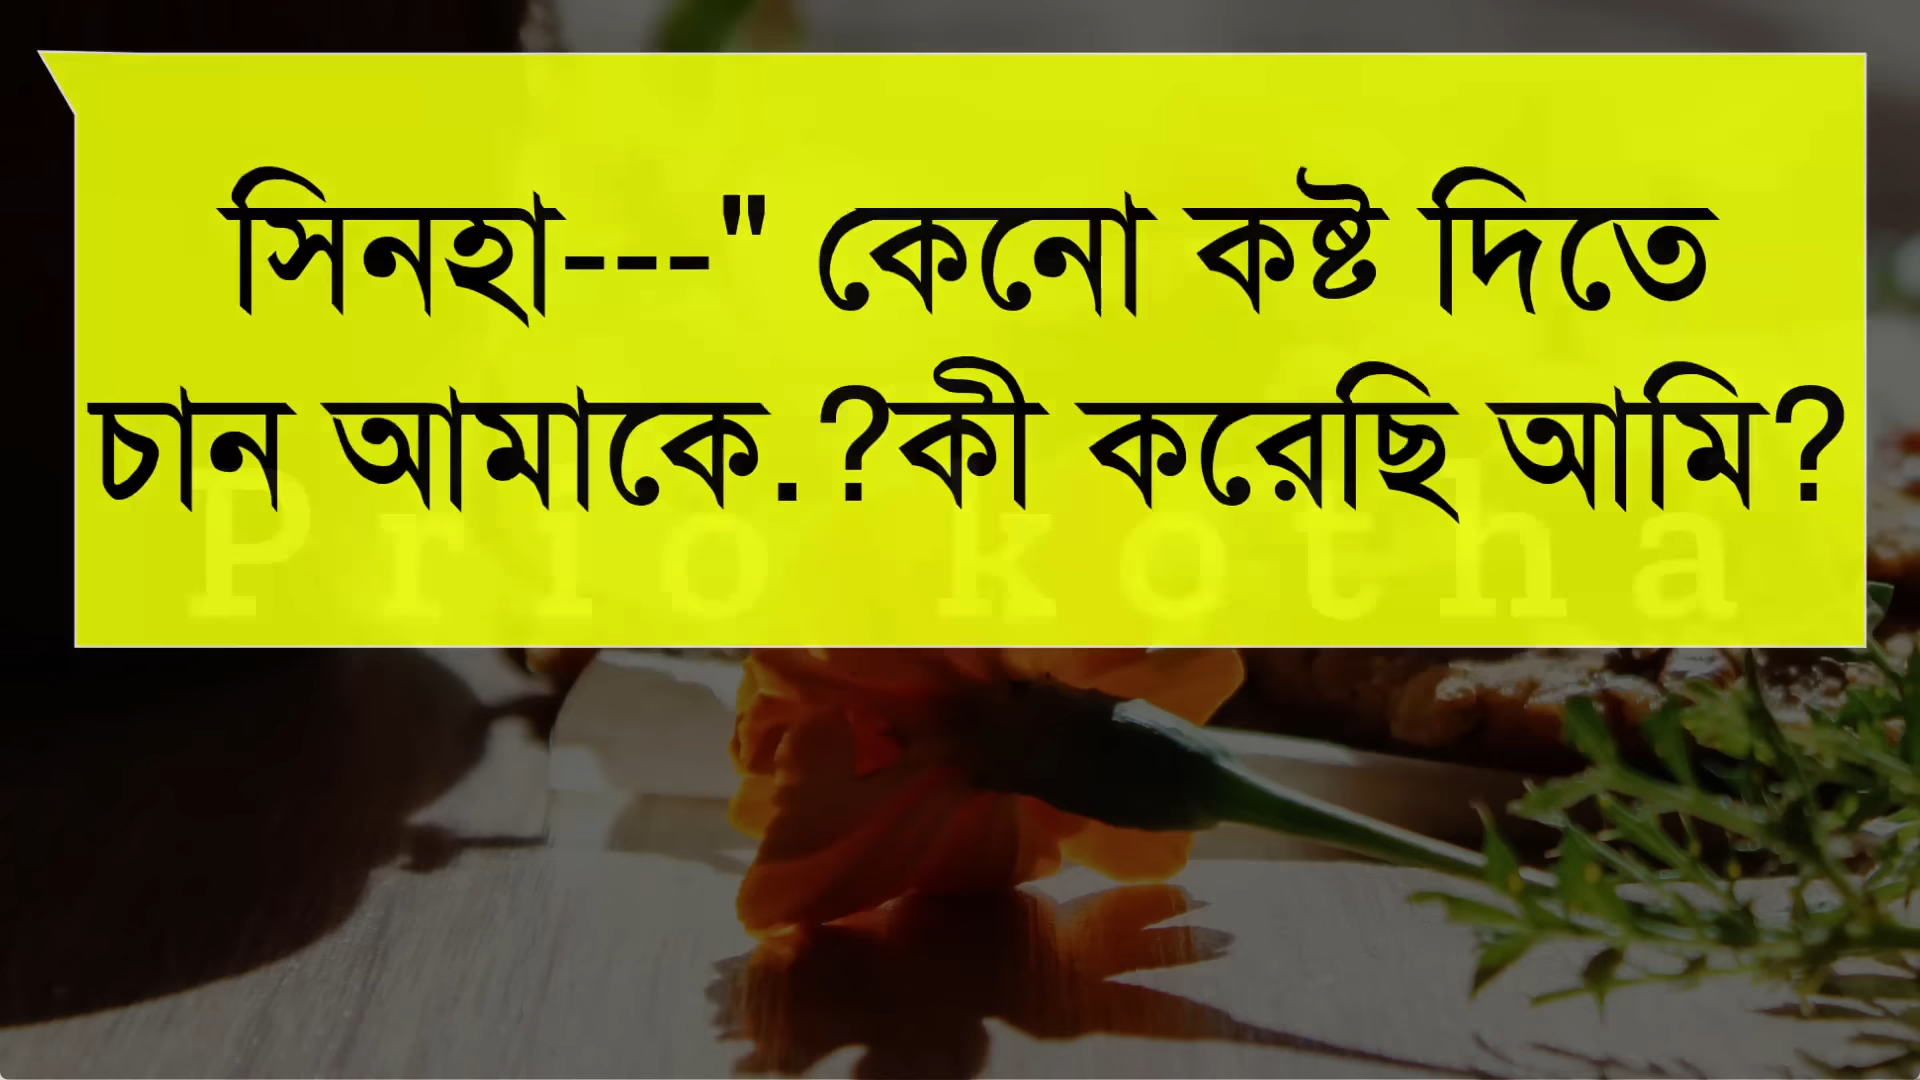 সিনহা---" কেনো কষ্ট দিতে
চান আমাকে.?কী করেছি আমি?
Prio kotha